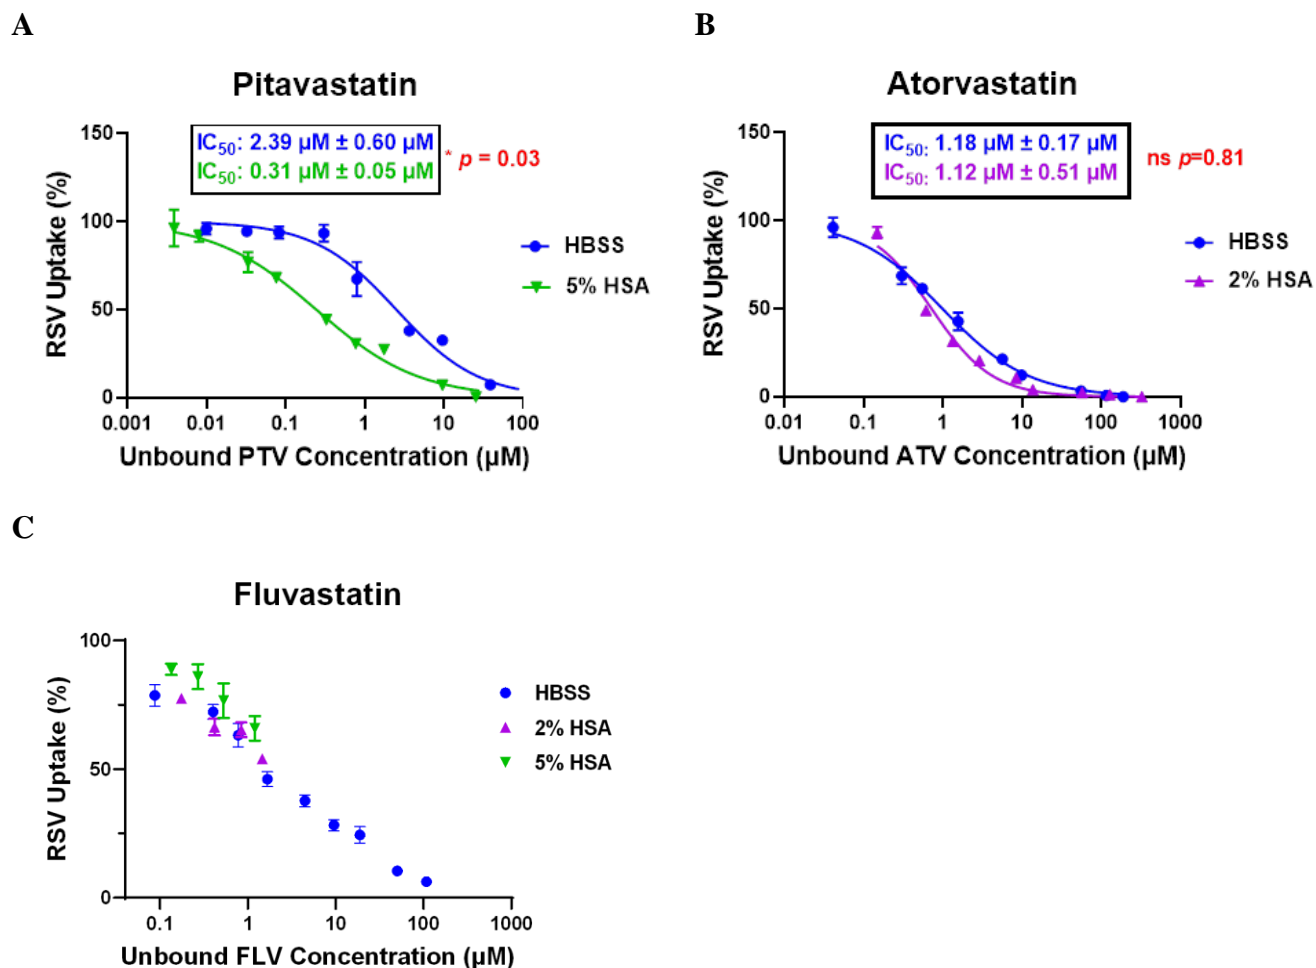 A
Pitavastatin
IC50: 2.39 µM ± 0.60 µM
IC50: 0.31 µM ± 0.05 µM
* p = 0.03
150
100
50
0
RSV Uptake (%)
0.001 0.01 0.1 1 10 100
Unbound PTV Concentration (µM)
HBSS
5% HSA
B
Atorvastatin
IC50: 1.18 µM ± 0.17 µM
IC50: 1.12 µM ± 0.51 µM
ns p=0.81
150
100
50
0
RSV Uptake (%)
0.01 0.1 1 10 100 1000
Unbound ATV Concentration (µM)
HBSS
2% HSA
C
Fluvastatin
100
50
0
RSV Uptake (%)
0.1 1 10 100 1000
Unbound FLV Concentration (µM)
HBSS
2% HSA
5% HSA